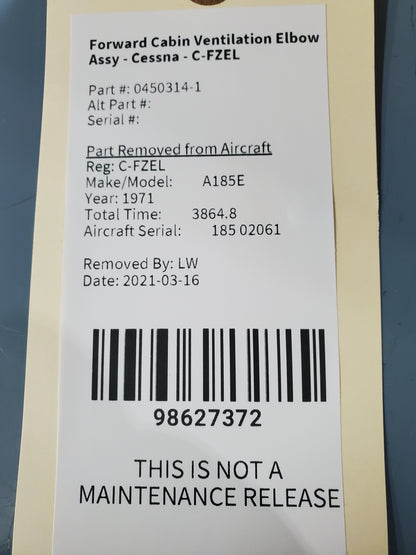 Forward Cabin Ventilation Elbow
Assy - Cessna - C-FZEL
Part #: 0450314-1
Alt Part #:
Serial #:
Part Removed from Aircraft
Reg: C-FZEL
Make/Model: A185E
Year: 1971
Total Time: 3864.8
Aircraft Serial: 185 02061
Removed By: LW
Date: 2021-03-16
98627372
THIS IS NOT A
MAINTENANCE RELEASE